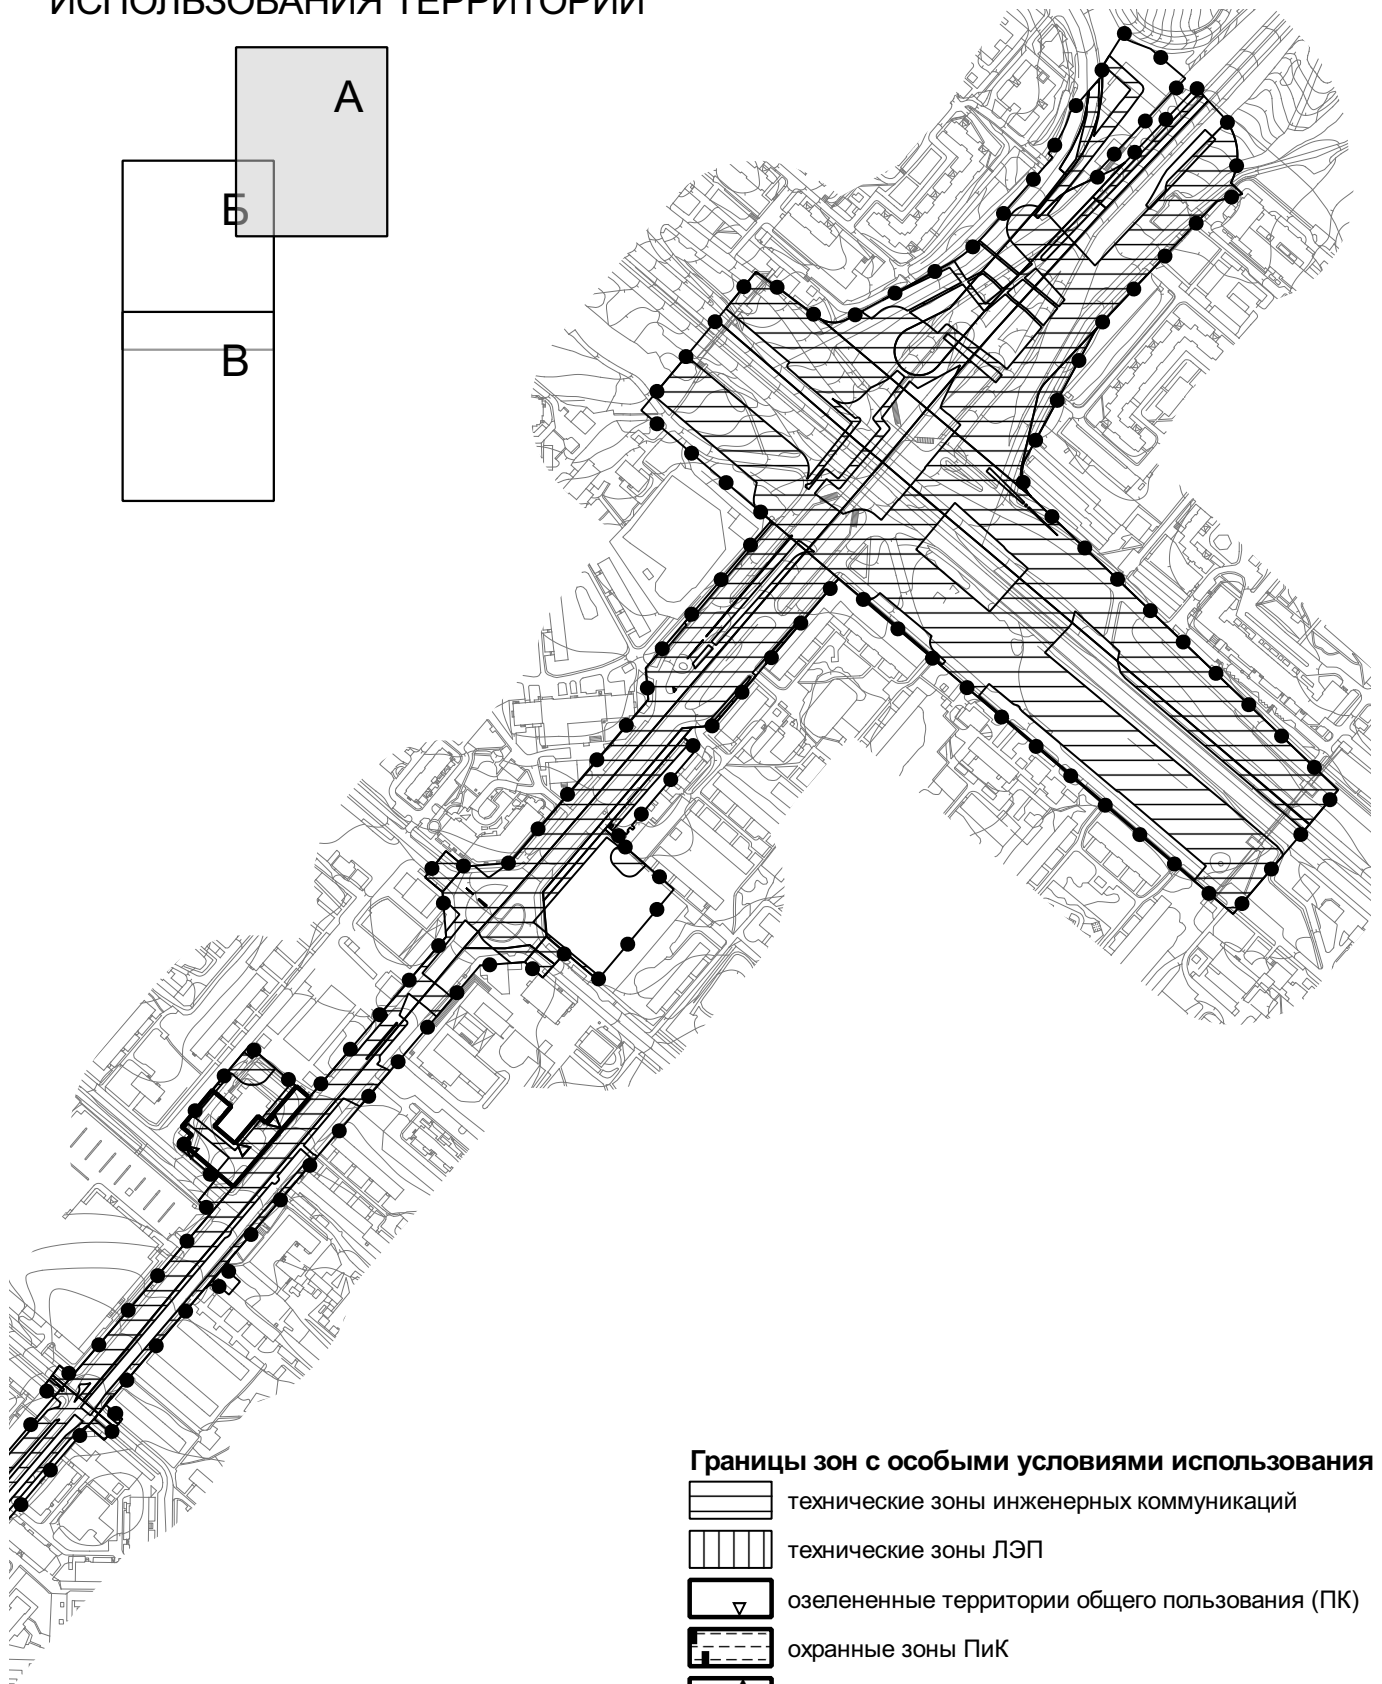 ИСПОЛЬЗОВАНИЯ ТЕРРИТОРИИ
А
Б
В
Границы зон с особыми условиями использования
технические зоны инженерных коммуникаций
технические зоны ЛЭП
озелененные территории общего пользования (ПК)
охранные зоны ПиК